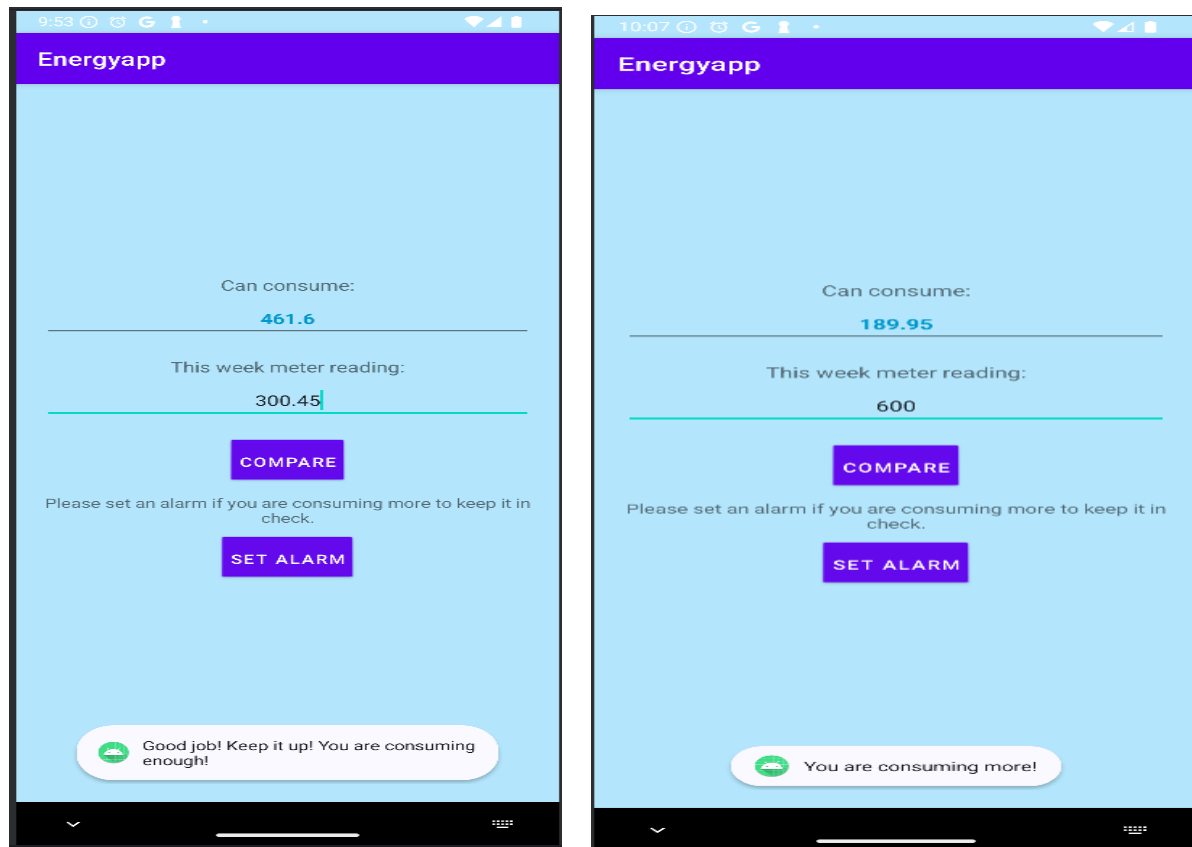 9:53
Energyapp
Can consume:
461.6
This week meter reading:
300.45
COMPARE
Please set an alarm if you are consuming more to keep it in
check.
SET ALARM
Good job! Keep it up! You are consuming
enough!
10:07
Energyapp
Can consume:
189.95
This week meter reading:
600
COMPARE
Please set an alarm if you are consuming more to keep it in
check.
SET ALARM
You are consuming more!